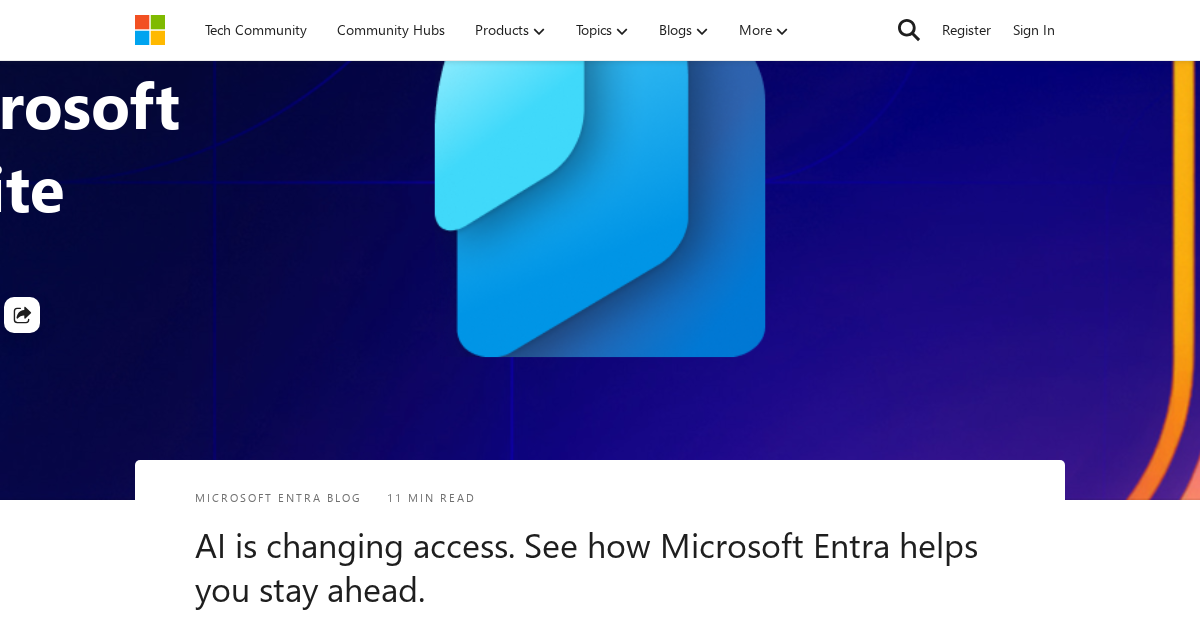 Tech Community Community Hubs Products Topics Blogs More Register Sign In
rosoft
ite
MICROSOFT ENTRA BLOG 11 MIN READ
AI is changing access. See how Microsoft Entra helps
you stay ahead.